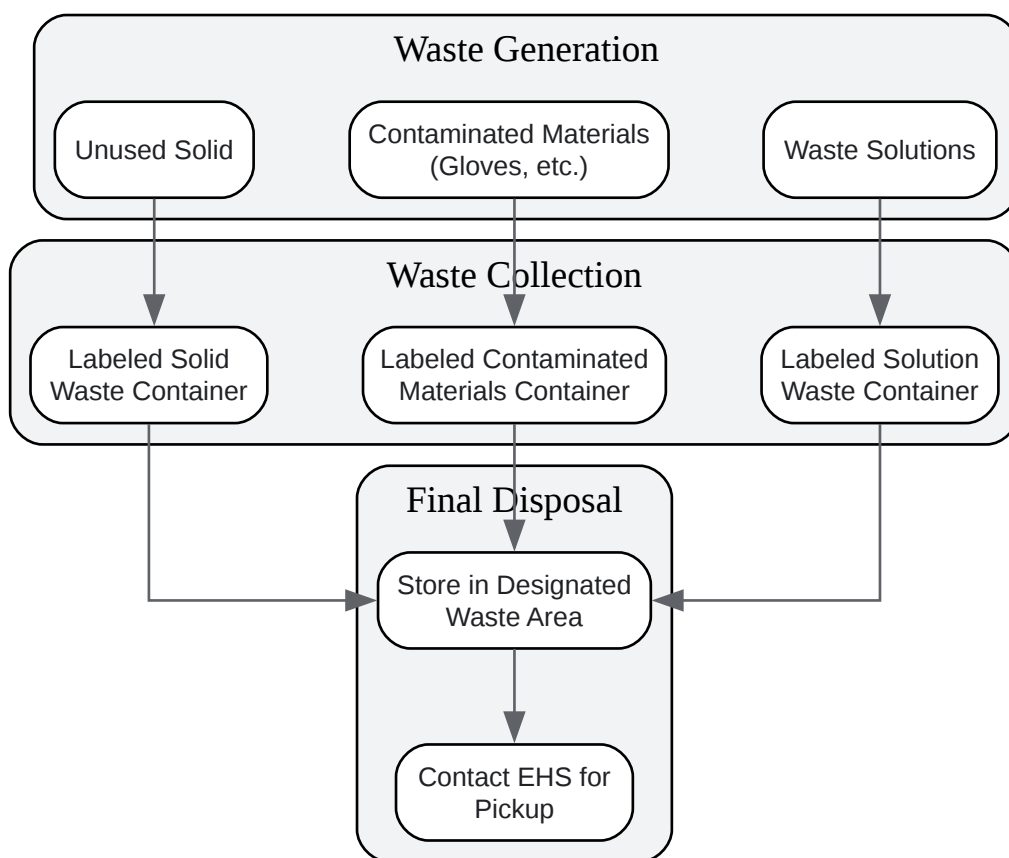 Waste Generation
Unused Solid
Contaminated Materials
(Gloves, etc.)
Waste Solutions
Waste Collection
Labeled Solid
Waste Container
Labeled Contaminated
Materials Container
Labeled Solution
Waste Container
Final Disposal
Store in Designated
Waste Area
Contact EHS for
Pickup